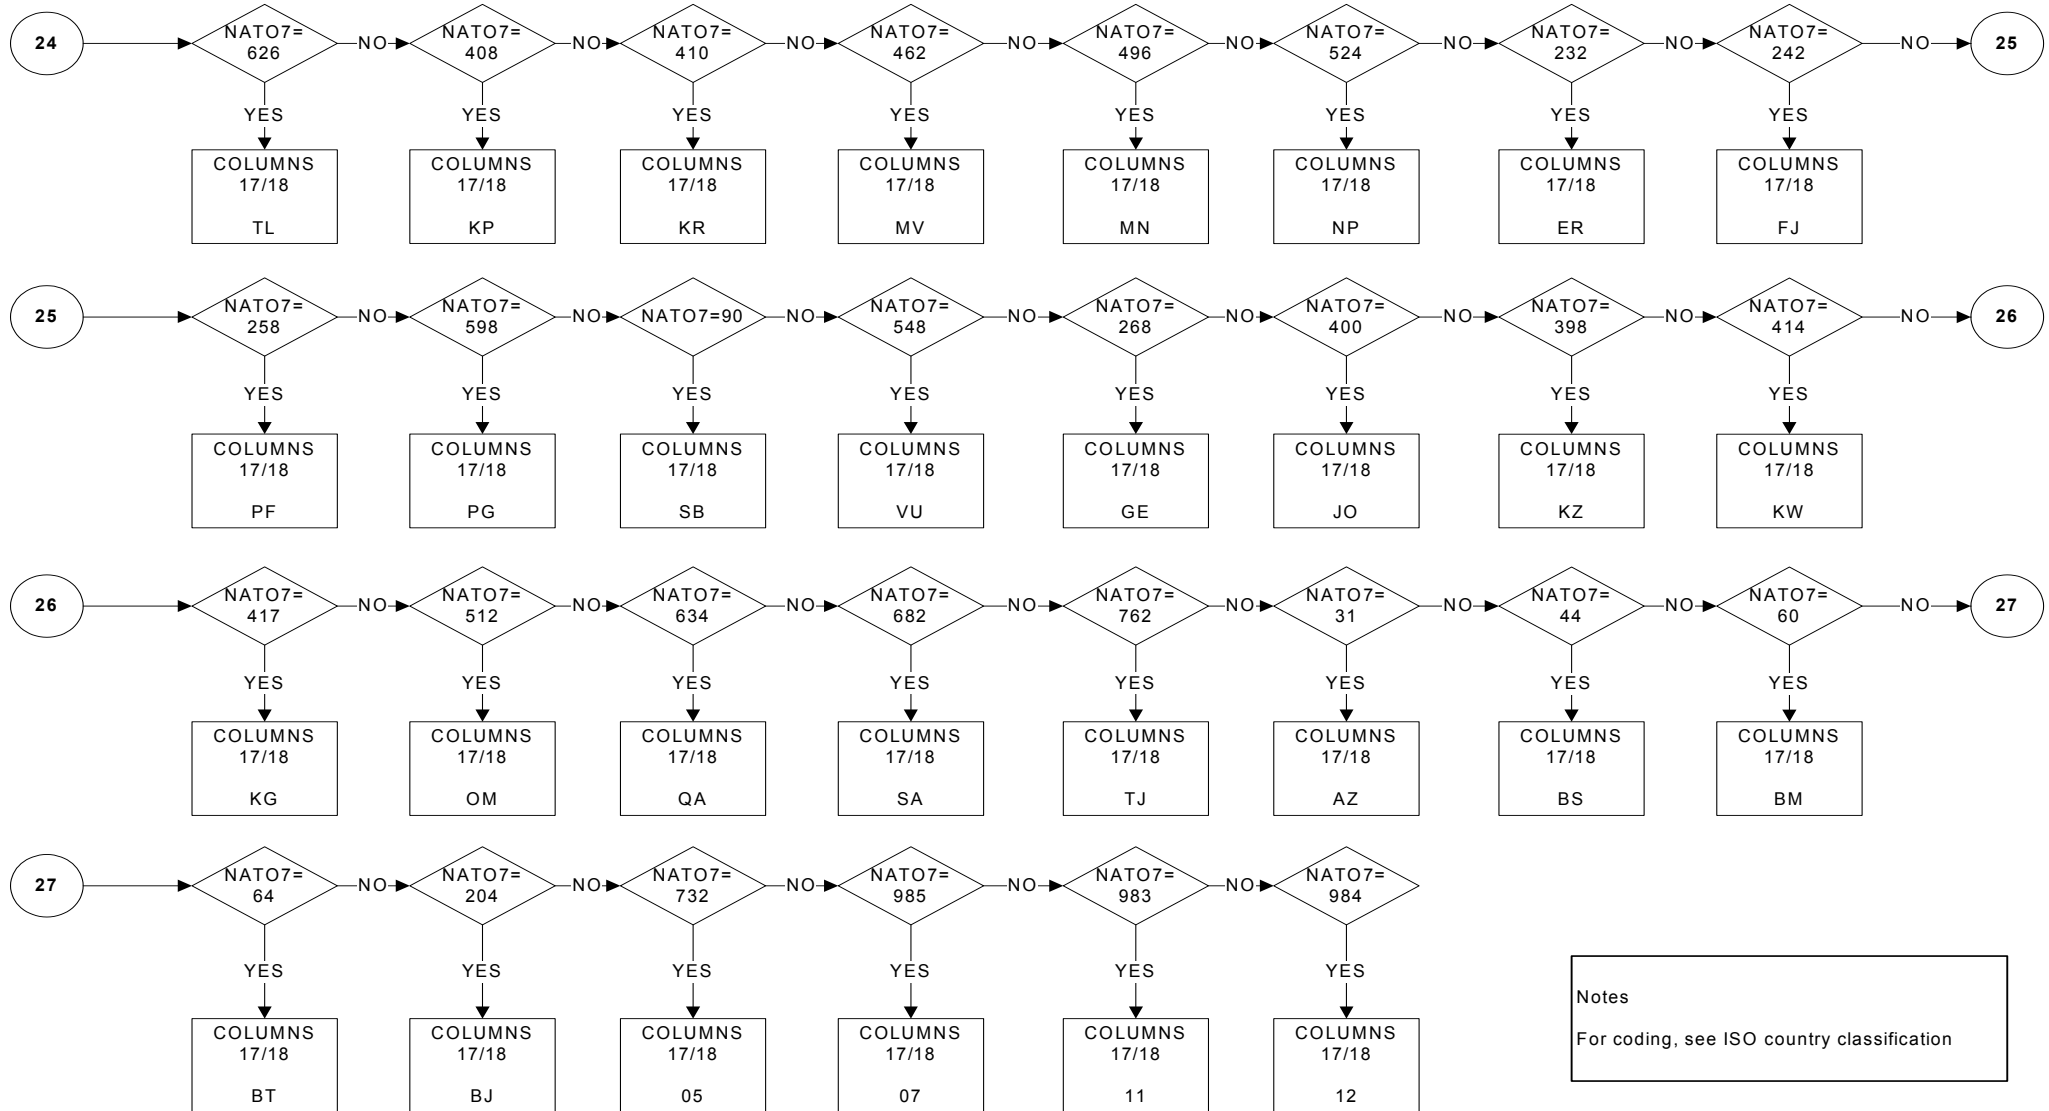 24
NATO7=
626
NO
NATO7=
408
NO
NATO7=
410
NO
NATO7=
462
NO
NATO7=
496
NO
NATO7=
524
NO
NATO7=
232
NO
NATO7=
242
NO
25
YES
YES
YES
YES
YES
YES
YES
YES
COLUMNS
17/18
TL
COLUMNS
17/18
KP
COLUMNS
17/18
KR
COLUMNS
17/18
MV
COLUMNS
17/18
MN
COLUMNS
17/18
NP
COLUMNS
17/18
ER
COLUMNS
17/18
FJ
25
NATO7=
258
NO
NATO7=
598
NO
NATO7=90
NO
NATO7=
548
NO
NATO7=
268
NO
NATO7=
400
NO
NATO7=
398
NO
NATO7=
414
NO
26
YES
YES
YES
YES
YES
YES
YES
YES
COLUMNS
17/18
PF
COLUMNS
17/18
PG
COLUMNS
17/18
SB
COLUMNS
17/18
VU
COLUMNS
17/18
GE
COLUMNS
17/18
JO
COLUMNS
17/18
KZ
COLUMNS
17/18
KW
26
NATO7=
417
NO
NATO7=
512
NO
NATO7=
634
NO
NATO7=
682
NO
NATO7=
762
NO
NATO7=
31
NO
NATO7=
44
NO
NATO7=
60
NO
27
YES
YES
YES
YES
YES
YES
YES
YES
COLUMNS
17/18
KG
COLUMNS
17/18
OM
COLUMNS
17/18
QA
COLUMNS
17/18
SA
COLUMNS
17/18
TJ
COLUMNS
17/18
AZ
COLUMNS
17/18
BS
COLUMNS
17/18
BM
27
NATO7=
64
NO
NATO7=
204
NO
NATO7=
732
NO
NATO7=
985
NO
NATO7=
983
NO
NATO7=
984
YES
YES
YES
YES
YES
YES
COLUMNS
17/18
BT
COLUMNS
17/18
BJ
COLUMNS
17/18
05
COLUMNS
17/18
07
COLUMNS
17/18
11
COLUMNS
17/18
12
Notes
For coding, see ISO country classification